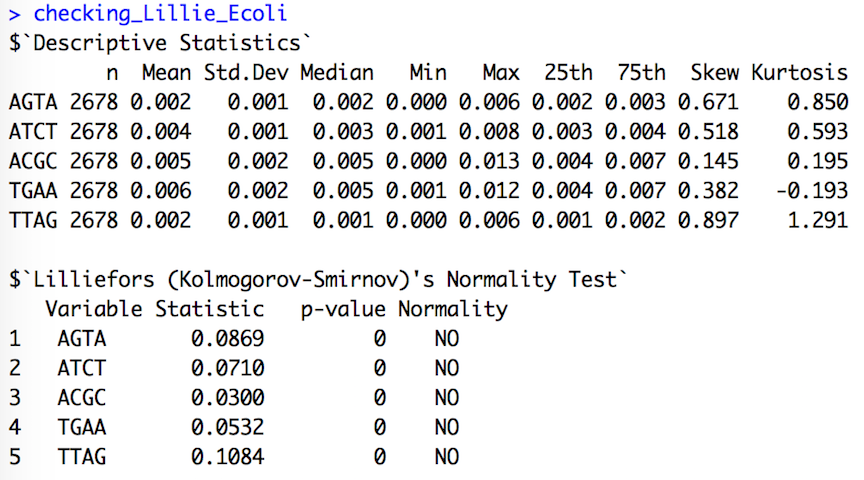 > checking_Lillie_Ecoli
$`Descriptive Statistics`
n Mean Std.Dev Median Min Max 25th 75th Skew Kurtosis
AGTA 2678 0.002 0.001 0.002 0.000 0.006 0.002 0.003 0.671 0.850
ATCT 2678 0.004 0.001 0.003 0.001 0.008 0.003 0.004 0.518 0.593
ACGC 2678 0.005 0.002 0.005 0.000 0.013 0.004 0.007 0.145 0.195
TGAA 2678 0.006 0.002 0.005 0.001 0.012 0.004 0.007 0.382 -0.193
TTAG 2678 0.002 0.001 0.001 0.000 0.006 0.001 0.002 0.897 1.291
$`Lilliefors (Kolmogorov-Smirnov)'s Normality Test`
Variable Statistic p-value Normality
1 AGTA 0.0869 0 NO
2 ATCT 0.0710 0 NO
3 ACGC 0.0300 0 NO
4 TGAA 0.0532 0 NO
5 TTAG 0.1084 0 NO